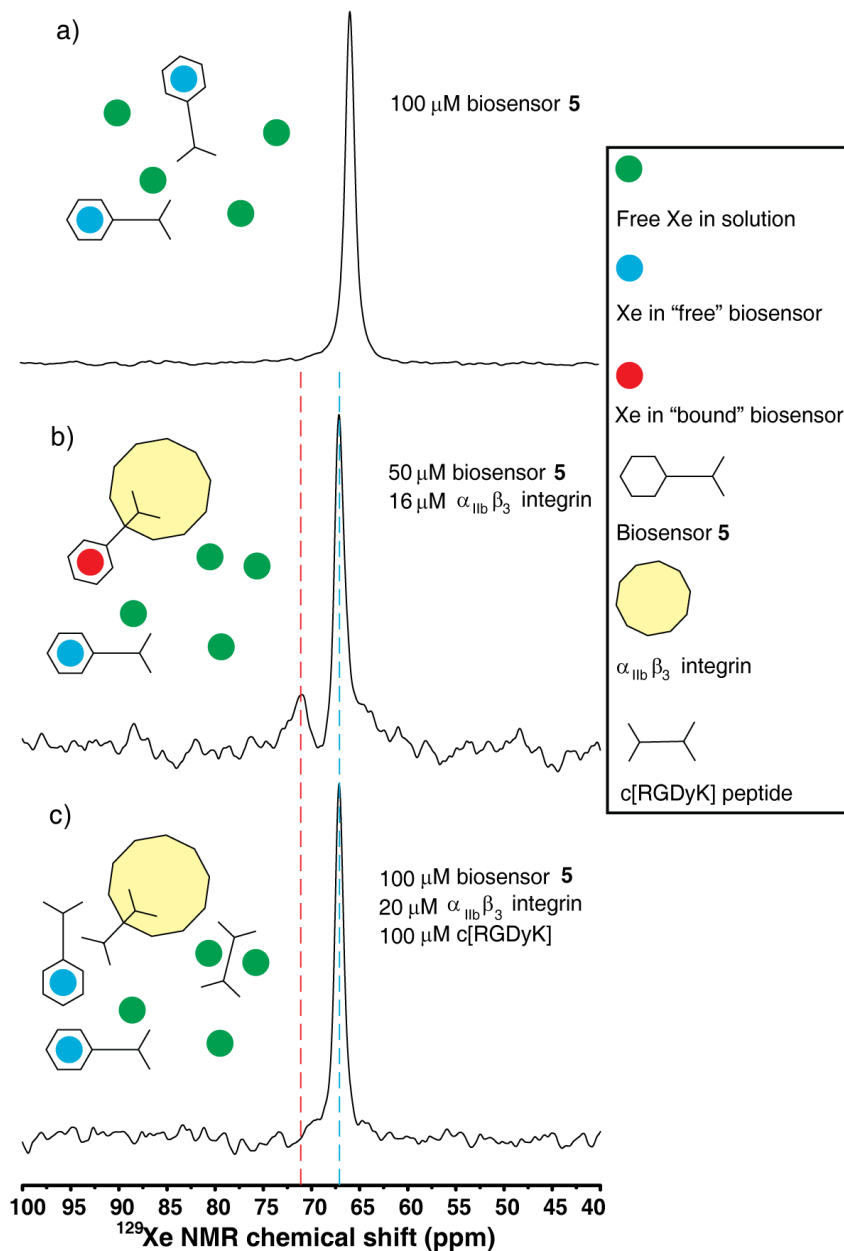 a)
100 μM biosensor 5
b)
50 μM biosensor 5
16 μM αIIbβ3 integrin
c)
100 μM biosensor 5
20 μM αIIbβ3 integrin
100 μM c[RGDyK]
100 95 90 85 80 75 70 65 60 55 50 45 40
129Xe NMR chemical shift (ppm)
Free Xe in solution
Xe in “free” biosensor
Xe in “bound” biosensor
Biosensor 5
αIIbβ3 integrin
c[RGDyK] peptide